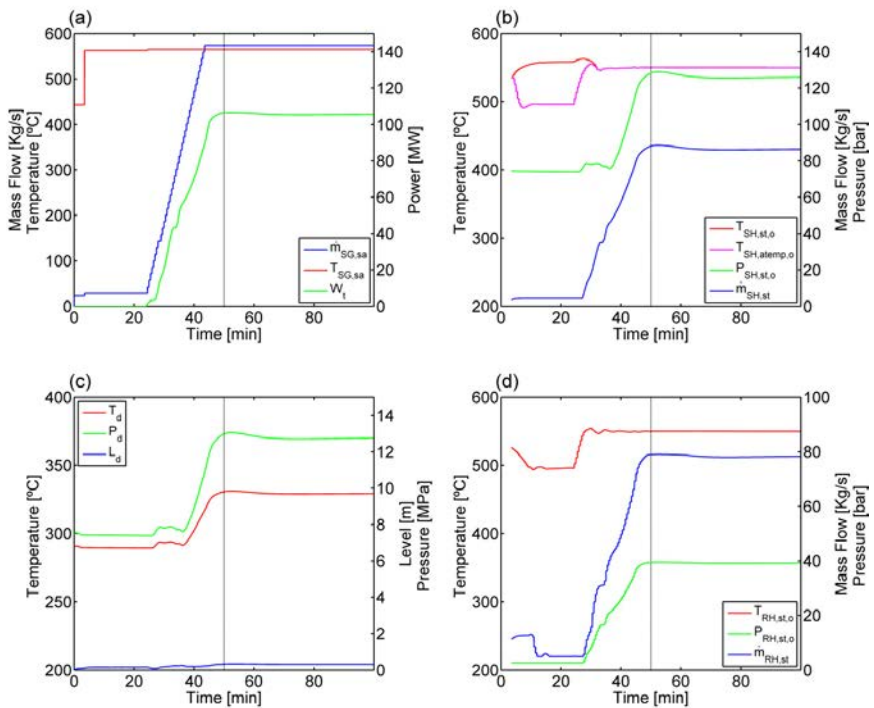 (a)
600
500
400
300
200
100
0
Mass Flow [Kg/s]
Temperature [ºC]
140
120
100
80
60
40
20
0
Power [MW]
ṁSG,sa
TSG,sa
Wt
0 20 40 60 80
Time [min]
(b)
600
500
400
300
200
140
120
100
80
60
40
20
0
Temperature [ºC]
Mass Flow [Kg/s]
Pressure [bar]
TSH,st,o
TSH,atemp,o
PSH,st,o
ṁSH,st
0 20 40 60 80
Time [min]
(c)
400
350
300
250
200
Temperature [ºC]
Td
Pd
Ld
13
12
10
8
6
4
2
0
Level [m]
Pressure [MPa]
0 20 40 60 80
Time [min]
(d)
600
500
400
300
250
200
Temperature [ºC]
100
80
60
40
20
0
Mass Flow [Kg/s]
Pressure [bar]
TRH,st,o
PRH,st,o
ṁRH,st
0 20 40 60 80
Time [min]